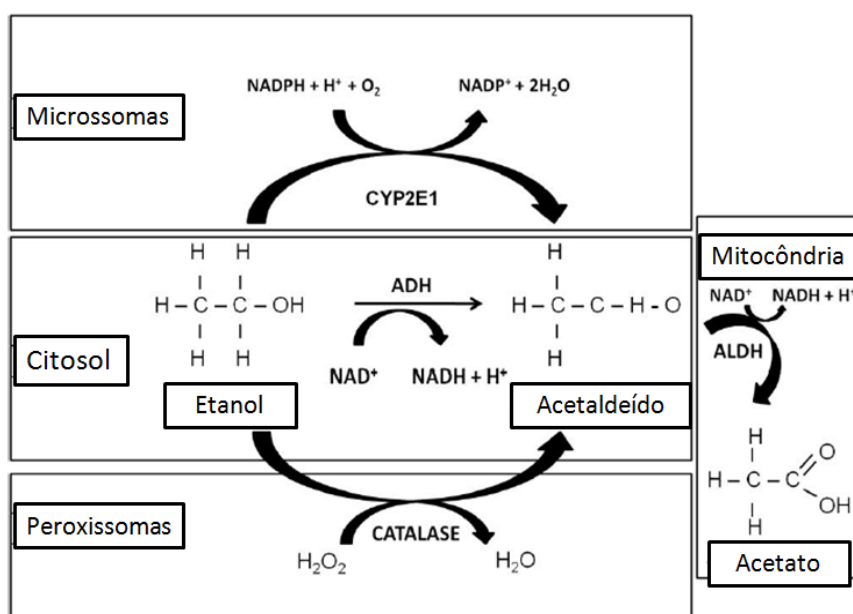 NADPH + H⁺ + O₂
NADP⁺ + 2H₂O
Microssomas
CYP2E1
Mitocôndria
NAD⁺
NADH + H⁺
ALDH
H H
H – C – C – OH
H H
ADH
NAD⁺
NADH + H⁺
H
H – C – C – H - O
H
Citosol
Etanol
Acetaldeído
H
H – C – C
O
OH
H
Acetato
Peroxissomas
CATALASE
H₂O₂
H₂O